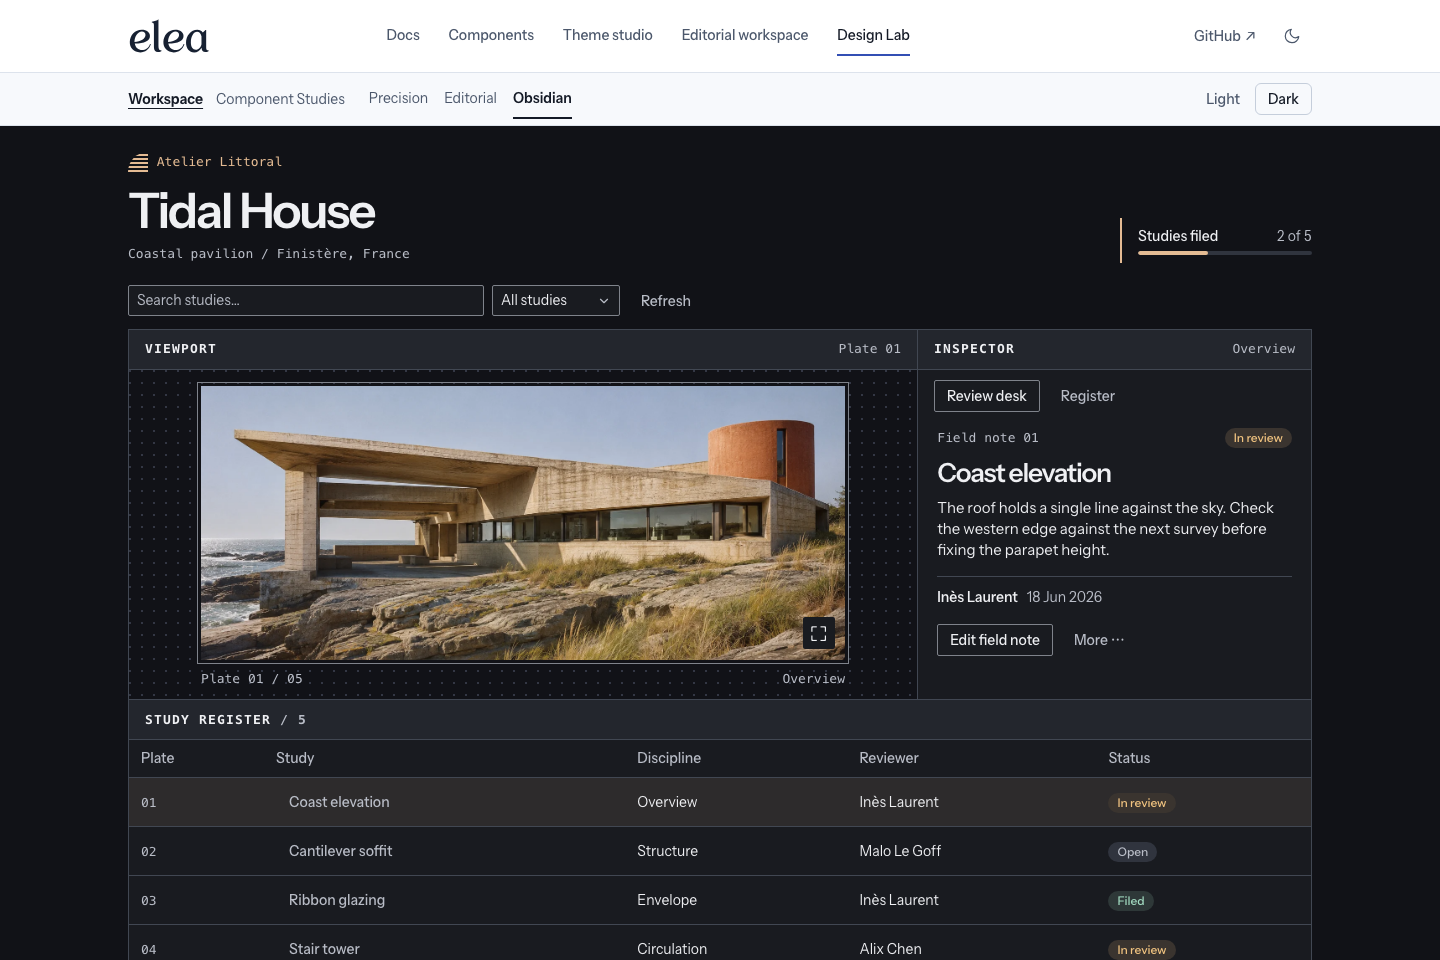 elea
Docs Components Theme studio Editorial workspace Design Lab GitHub ↗
Workspace Component Studies Precision Editorial Obsidian Light Dark
Atelier Littoral
Tidal House
Coastal pavilion / Finistère, France
Studies filed 2 of 5
Search studies… All studies Refresh
VIEWPORT Plate 01
INSPECTOR Overview
Review desk Register
Field note 01 In review
Coast elevation
The roof holds a single line against the sky. Check
the western edge against the next survey before
fixing the parapet height.
Inès Laurent 18 Jun 2026
Edit field note More ···
Plate 01 / 05 Overview
STUDY REGISTER / 5
Plate Study Discipline Reviewer Status
01 Coast elevation Overview Inès Laurent In review
02 Cantilever soffit Structure Malo Le Goff Open
03 Ribbon glazing Envelope Inès Laurent Filed
04 Stair tower Circulation Alix Chen In review